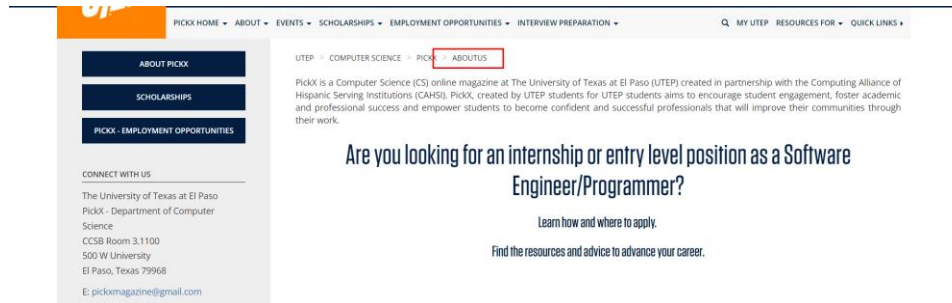 PICKX HOME ABOUT EVENTS SCHOLARSHIPS EMPLOYMENT OPPORTUNITIES INTERVIEW PREPARATION MY UTEP RESOURCES FOR QUICK LINKS
ABOUT PICKX
SCHOLARSHIPS
PICKX - EMPLOYMENT OPPORTUNITIES
CONNECT WITH US
The University of Texas at El Paso
PickX - Department of Computer
Science
CCSB Room 3.1100
500 W University
El Paso, Texas 79968
E: pickxmagazine@gmail.com
UTEP > COMPUTER SCIENCE > PICKX > ABOUTUS
PickX is a Computer Science (CS) online magazine at The University of Texas at El Paso (UTEP) created in partnership with the Computing Alliance of
Hispanic Serving Institutions (CAHSI). PickX, created by UTEP students for UTEP students aims to encourage student engagement, foster academic
and professional success and empower students to become confident and successful professionals that will improve their communities through
their work.
Are you looking for an internship or entry level position as a Software
Engineer/Programmer?
Learn how and where to apply.
Find the resources and advice to advance your career.